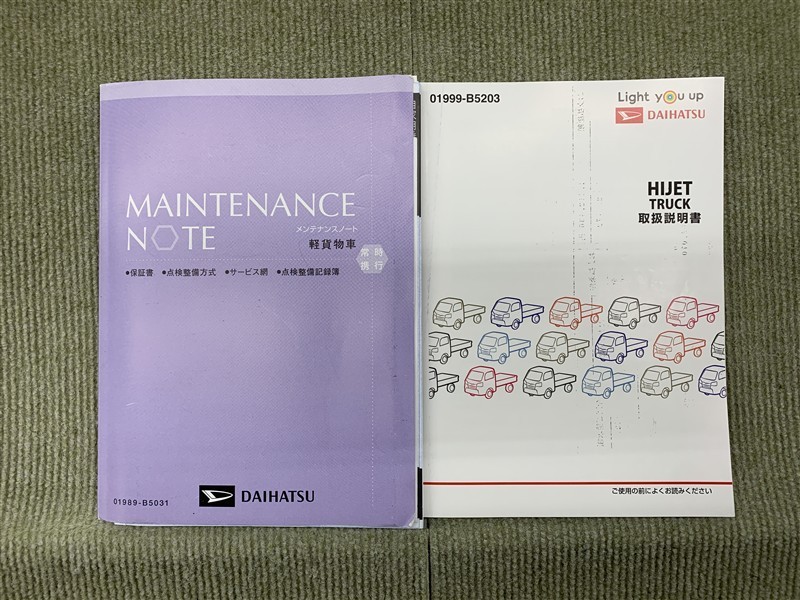 MAINTENANCE
NOTE
メンテナンスノート
軽貨物車
常時
携行
●保証書 ●点検整備方式 ●サービス網 ●点検整備記録簿
01989-B5031
DAIHATSU
01999-B5203
Light you up
DAIHATSU
HIJET
TRUCK
取扱説明書
ご使用の前によくお読みください